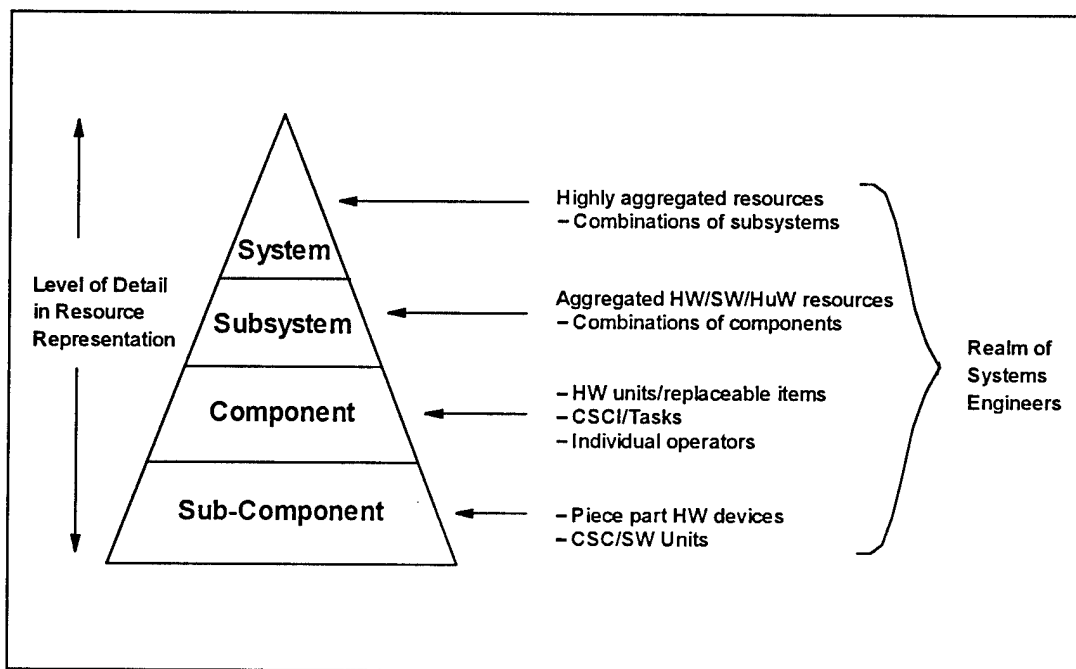 Level of Detail
in Resource
Representation
System
Subsystem
Component
Sub-Component
Highly aggregated resources
– Combinations of subsystems
Aggregated HW/SW/HuW resources
– Combinations of components
– HW units/replaceable items
– CSCI/Tasks
– Individual operators
– Piece part HW devices
– CSC/SW Units
Realm of
Systems
Engineers